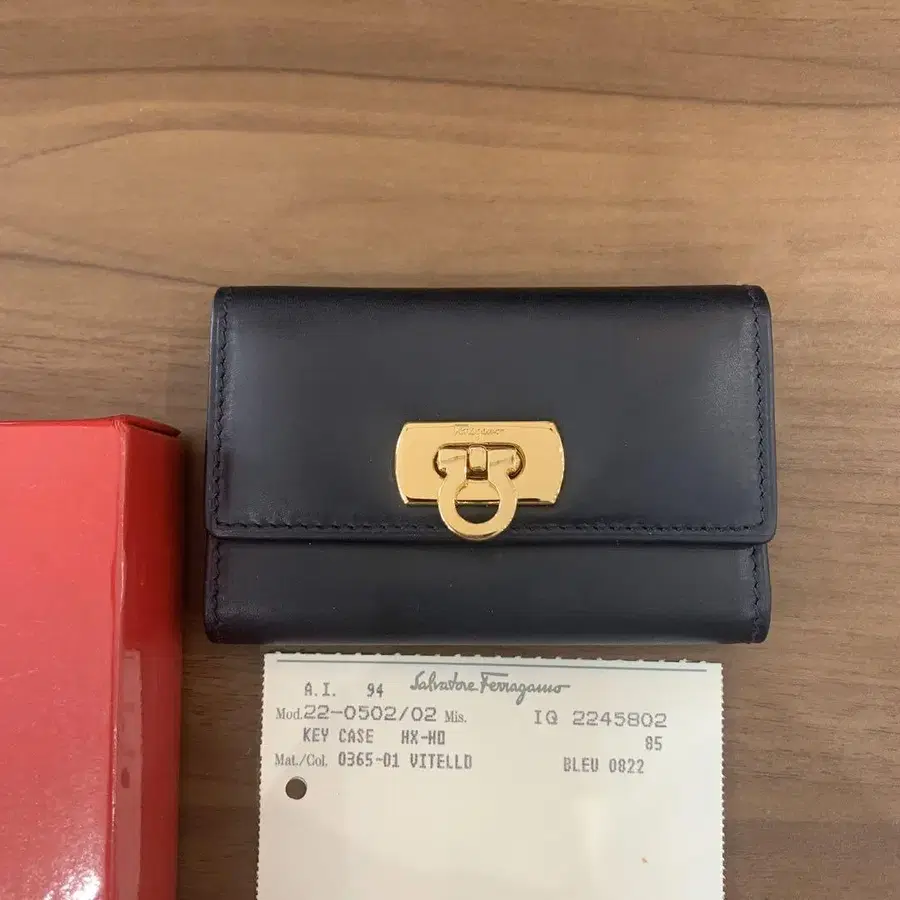 Ferragamo
A.I. 94 Salvatore Ferragamo
Mod. 22-0502/02 Mis. IQ 2245802
KEY CASE HX-HO 85
Mat./Col. 0365-01 VITELLO BLEU 0822